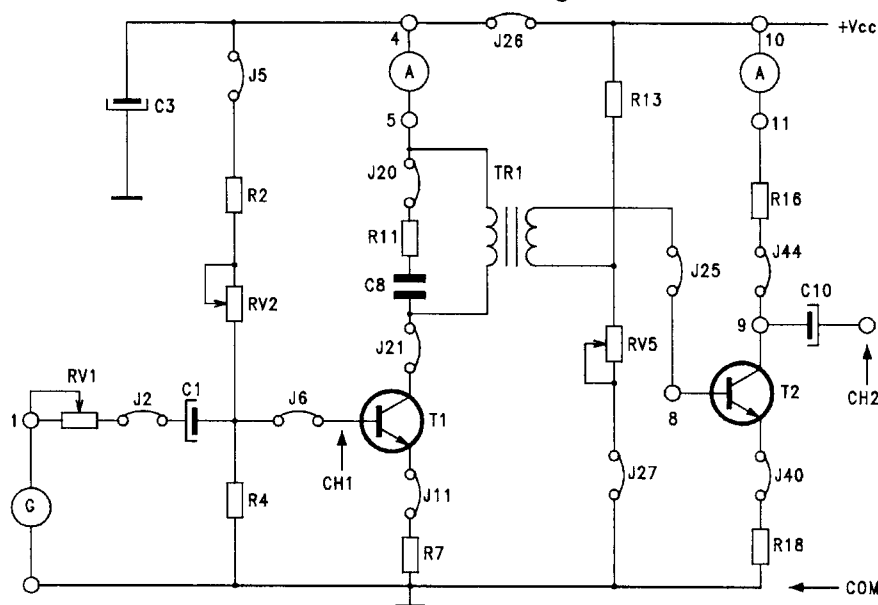 4 J26 10 +Vcc
J5 A A
C3 R13
5 11
J20 TR1
R2 R16
R11
J25 J44
C8 C10
RV2
9
J21 RV5
RV1 C1
J2 J6 T1 T2
1 8 CH2
CH1
J11 J27 J40
G R4
R7 R18
COM